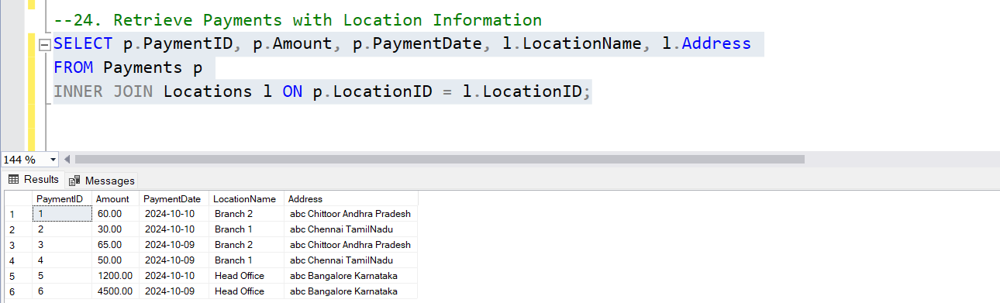 --24. Retrieve Payments with Location Information
SELECT p.PaymentID, p.Amount, p.PaymentDate, l.LocationName, l.Address
FROM Payments p
INNER JOIN Locations l ON p.LocationID = l.LocationID;
144 %
Results Messages
PaymentID Amount PaymentDate LocationName Address
1 1 60.00 2024-10-10 Branch 2 abc Chittoor Andhra Pradesh
2 2 30.00 2024-10-10 Branch 1 abc Chennai TamilNadu
3 3 65.00 2024-10-09 Branch 2 abc Chittoor Andhra Pradesh
4 4 50.00 2024-10-09 Branch 1 abc Chennai TamilNadu
5 5 1200.00 2024-10-10 Head Office abc Bangalore Karnataka
6 6 4500.00 2024-10-09 Head Office abc Bangalore Karnataka